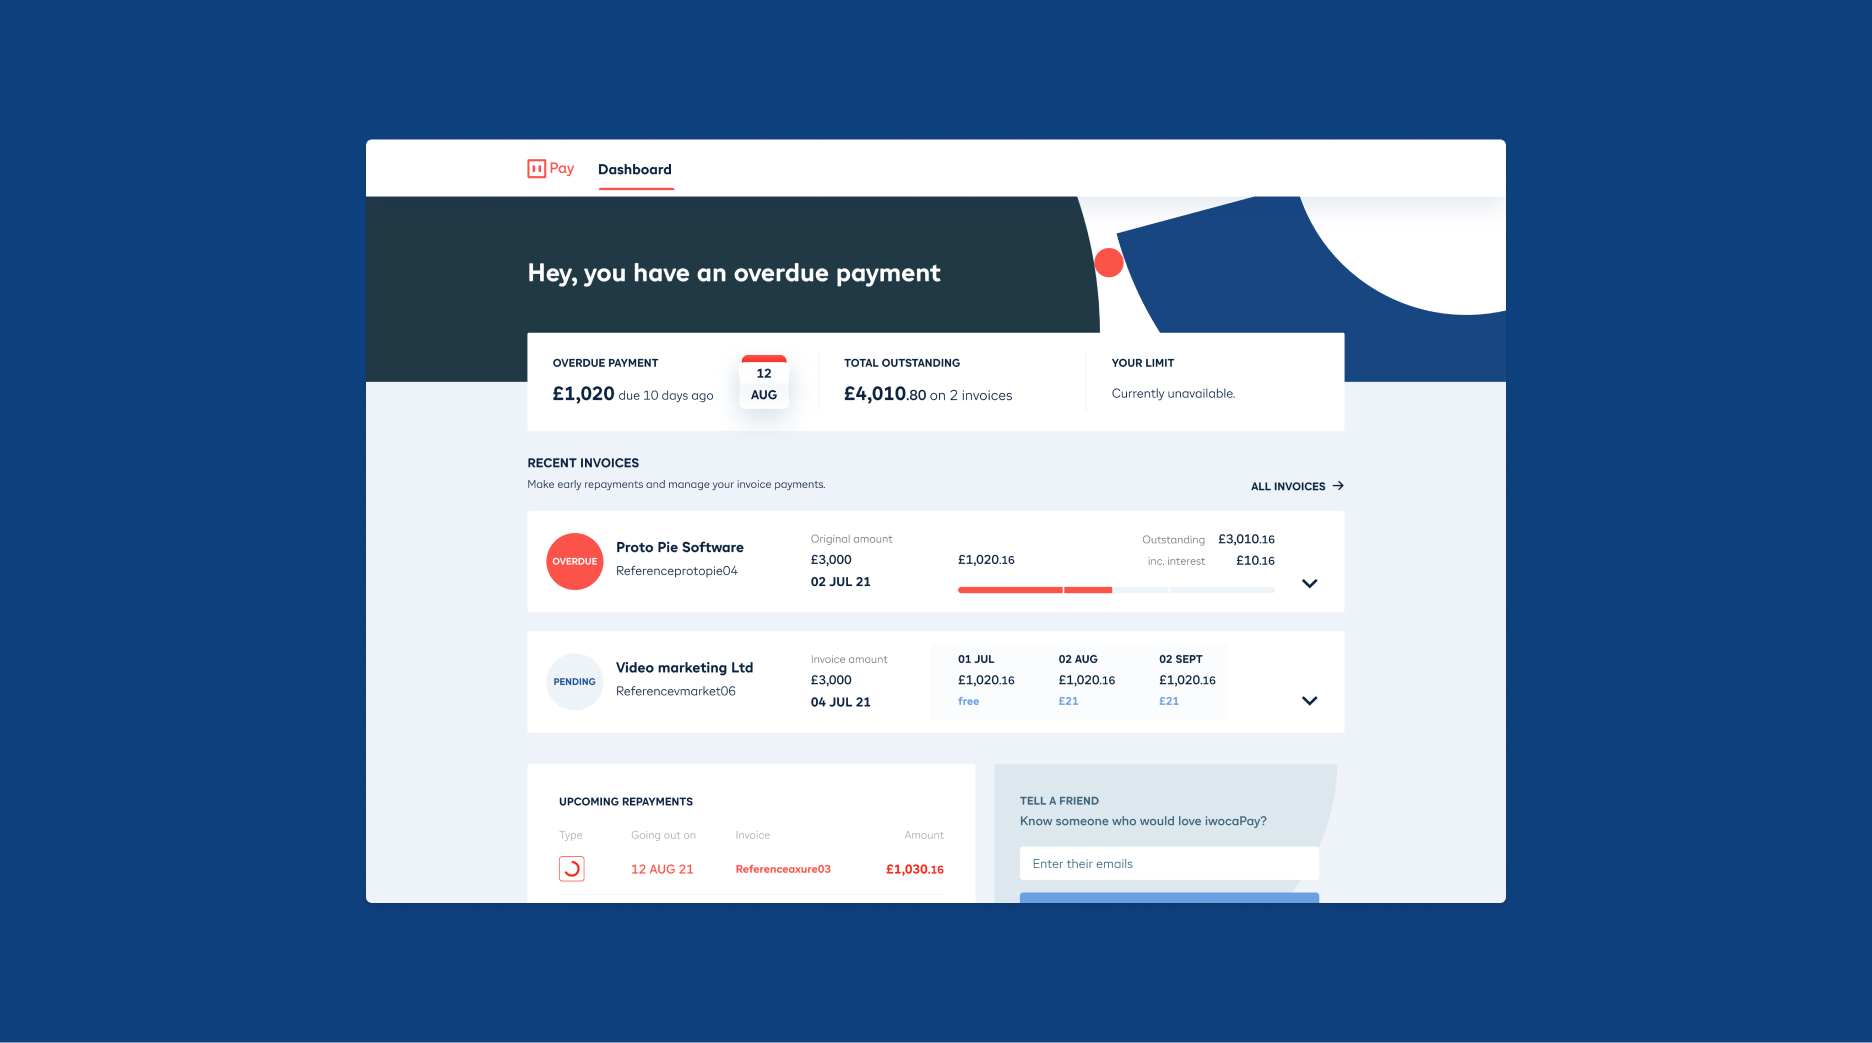 Pay
Dashboard
Hey, you have an overdue payment
OVERDUE PAYMENT
£1,020 due 10 days ago
12
AUG
TOTAL OUTSTANDING
£4,010.80 on 2 invoices
YOUR LIMIT
Currently unavailable.
RECENT INVOICES
Make early repayments and manage your invoice payments.
ALL INVOICES →
OVERDUE
Proto Pie Software
Referenceprotopie04
Original amount
£3,000
02 JUL 21
£1,020.16
Outstanding £3,010.16
inc. interest £10.16
PENDING
Video marketing Ltd
Referencevmarket06
Invoice amount
£3,000
04 JUL 21
01 JUL
£1,020.16
free
02 AUG
£1,020.16
£21
02 SEPT
£1,020.16
£21
UPCOMING REPAYMENTS
Type Going out on Invoice Amount
12 AUG 21 Referenceaxure03 £1,030.16
TELL A FRIEND
Know someone who would love iwocaPay?
Enter their emails